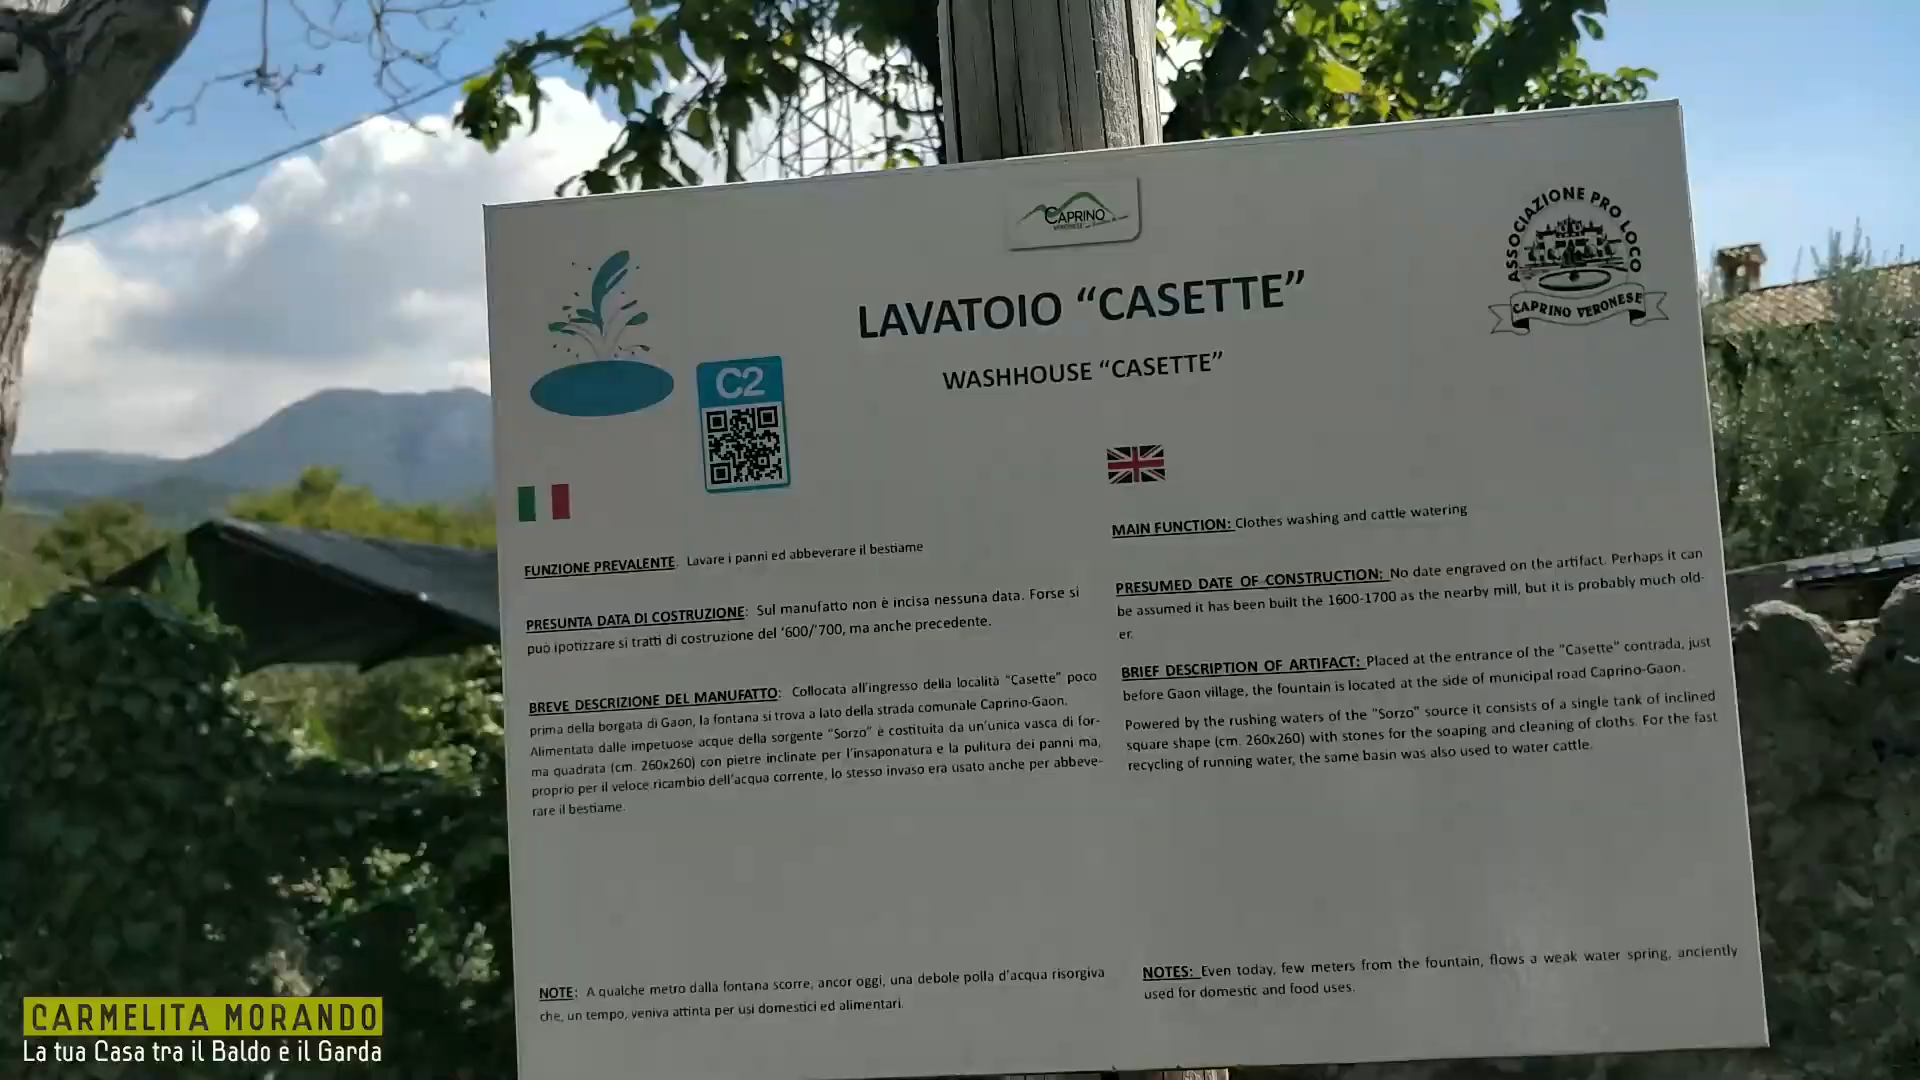 CAPRINO
VERONESE
ASSOCIAZIONE PRO LOCO
CAPRINO VERONESE
LAVATOIO “CASETTE”
WASHHOUSE “CASETTE”
C2
FUNZIONE PREVALENTE. Lavare i panni ed abbeverare il bestiame
PRESUNTA DATA DI COSTRUZIONE: Sul manufatto non è incisa nessuna data. Forse si
può ipotizzare si tratti di costruzione del ‘600/’700, ma anche precedente.
BREVE DESCRIZIONE DEL MANUFATTO: Collocata all’ingresso della località “Casette” poco
prima della borgata di Gaon, la fontana si trova a lato della strada comunale Caprino-Gaon.
Alimentata dalle impetuose acque della sorgente “Sorzo” è costituita da un’unica vasca di for-
ma quadrata (cm. 260x260) con pietre inclinate per l’insaponatura e la pulitura dei panni ma,
proprio per il veloce ricambio dell’acqua corrente, lo stesso invaso era usato anche per abbeve-
rare il bestiame.
NOTE: A qualche metro dalla fontana scorre, ancor oggi, una debole polla d’acqua risorgiva
che, un tempo, veniva attinta per usi domestici ed alimentari.
MAIN FUNCTION: Clothes washing and cattle watering
PRESUMED DATE OF CONSTRUCTION: No date engraved on the artifact. Perhaps it can
be assumed it has been built the 1600-1700 as the nearby mill, but it is probably much old-
er.
BRIEF DESCRIPTION OF ARTIFACT: Placed at the entrance of the "Casette" contrada, just
before Gaon village, the fountain is located at the side of municipal road Caprino-Gaon.
Powered by the rushing waters of the "Sorzo" source it consists of a single tank of inclined
square shape (cm. 260x260) with stones for the soaping and cleaning of cloths. For the fast
recycling of running water, the same basin was also used to water cattle.
NOTES: Even today, few meters from the fountain, flows a weak water spring, anciently
used for domestic and food uses.
CARMELITA MORANDO
La tua Casa tra il Baldo è il Garda